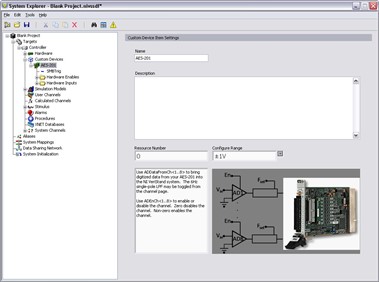 System Explorer - Blank Project.nivssdf*
File Edit Tools Help
Blank Project
Targets
Controller
Hardware
Custom Devices
AES-201
SMBTrig
Hardware Enables
Hardware Inputs
Simulation Models
User Channels
Calculated Channels
Stimulus
Alarms
Procedures
XNET Databases
System Channels
Aliases
System Mappings
Data Sharing Network
System Initialization
Custom Device Item Settings
Name
AES-201
Description
Resource Number
Configure Range
0
±1V
Use ADDataFromCh<1..8> to bring
digitized data from your AES-201 into
the NI VeriStand system. The 6Hz
single-pole LPF may be toggled from
the channel page.
Use ADEnCh<1..8> to enable or
disable the channel. Zero disables the
channel. Non-zero enables the
channel.